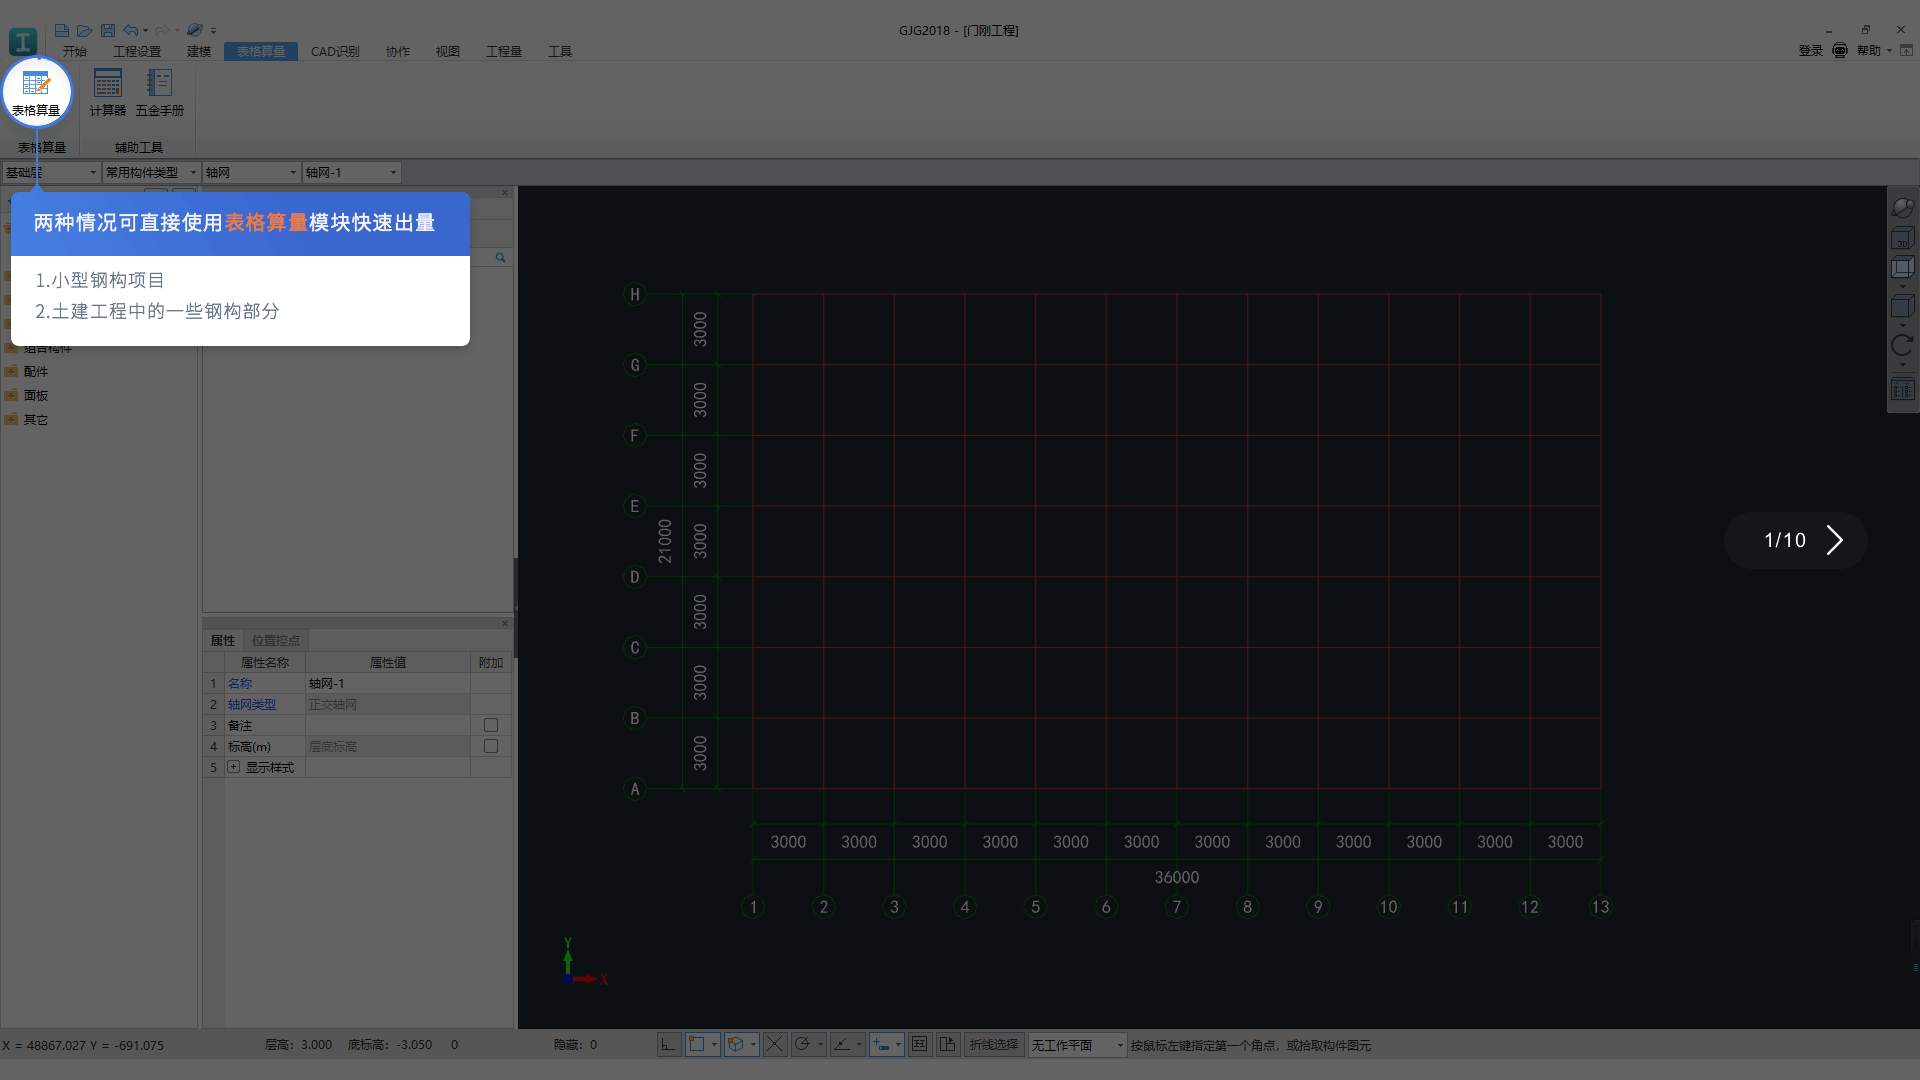 GJG2018 - [门刚工程]
开始 工程设置 建模 表格算量 CAD识别 协作 视图 工程量 工具
登录 帮助
表格算量 计算器 五金手册
表格算量 辅助工具
基础层 常用构件类型 轴网 轴网-1
两种情况可直接使用表格算量模块快速出量
1.小型钢构项目
2.土建工程中的一些钢构部分
组合构件
配件
面板
其它
3D
H
G
F
E
D
C
B
A
3000
3000
3000
3000
3000
3000
3000
21000
3000 3000 3000 3000 3000 3000 3000 3000 3000 3000 3000 3000
36000
1 2 3 4 5 6 7 8 9 10 11 12 13
Y
X
1/10
属性 位置控点
属性名称 属性值 附加
1 名称 轴网-1
2 轴网类型 正交轴网
3 备注
4 标高(m) 层底标高
5 显示样式
X = 48867.027 Y = -691.075 层高: 3.000 底标高: -3.050 0 隐藏: 0 折线选择 无工作平面 按鼠标左键指定第一个角点，或拾取构件图元